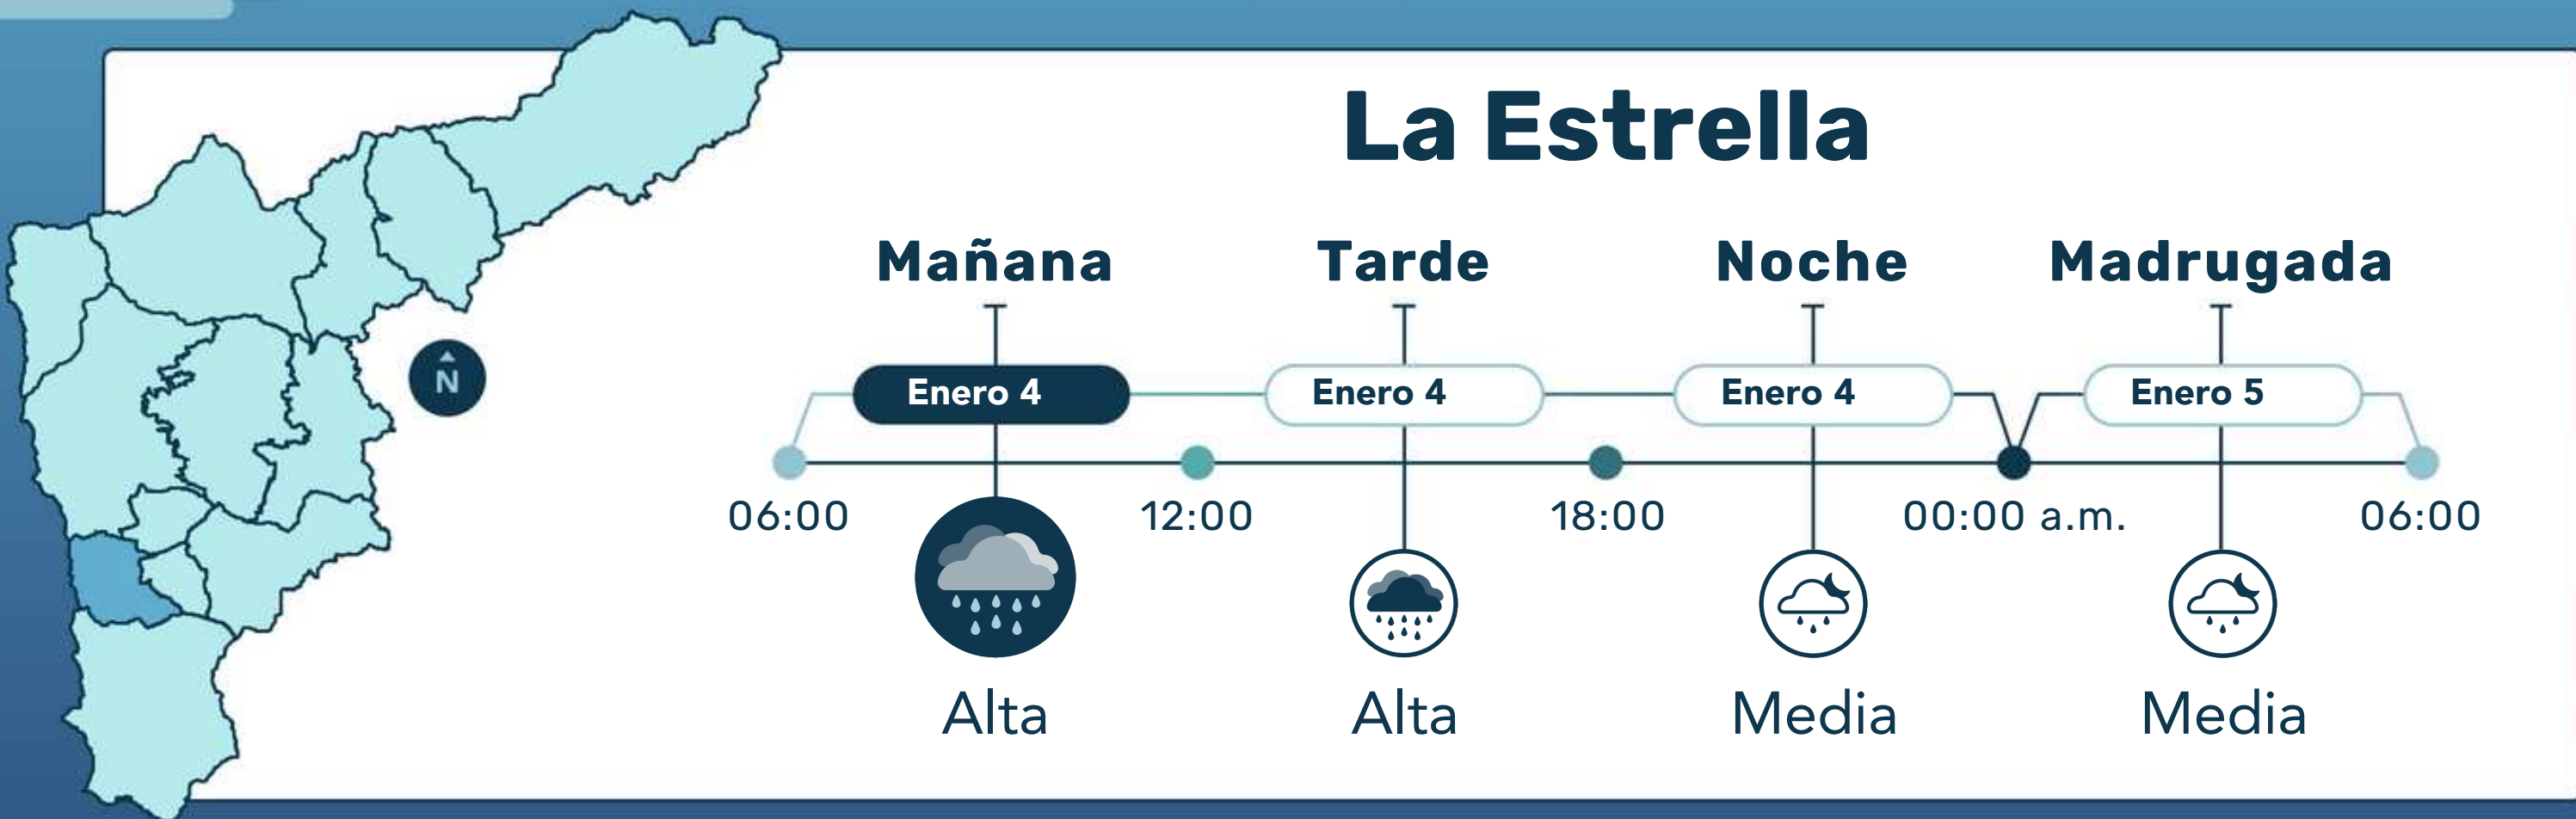 La Estrella
Mañana Tarde Noche Madrugada
N
Enero 4 Enero 4 Enero 4 Enero 5
06:00 12:00 18:00 00:00 a.m. 06:00
Alta Alta Media Media